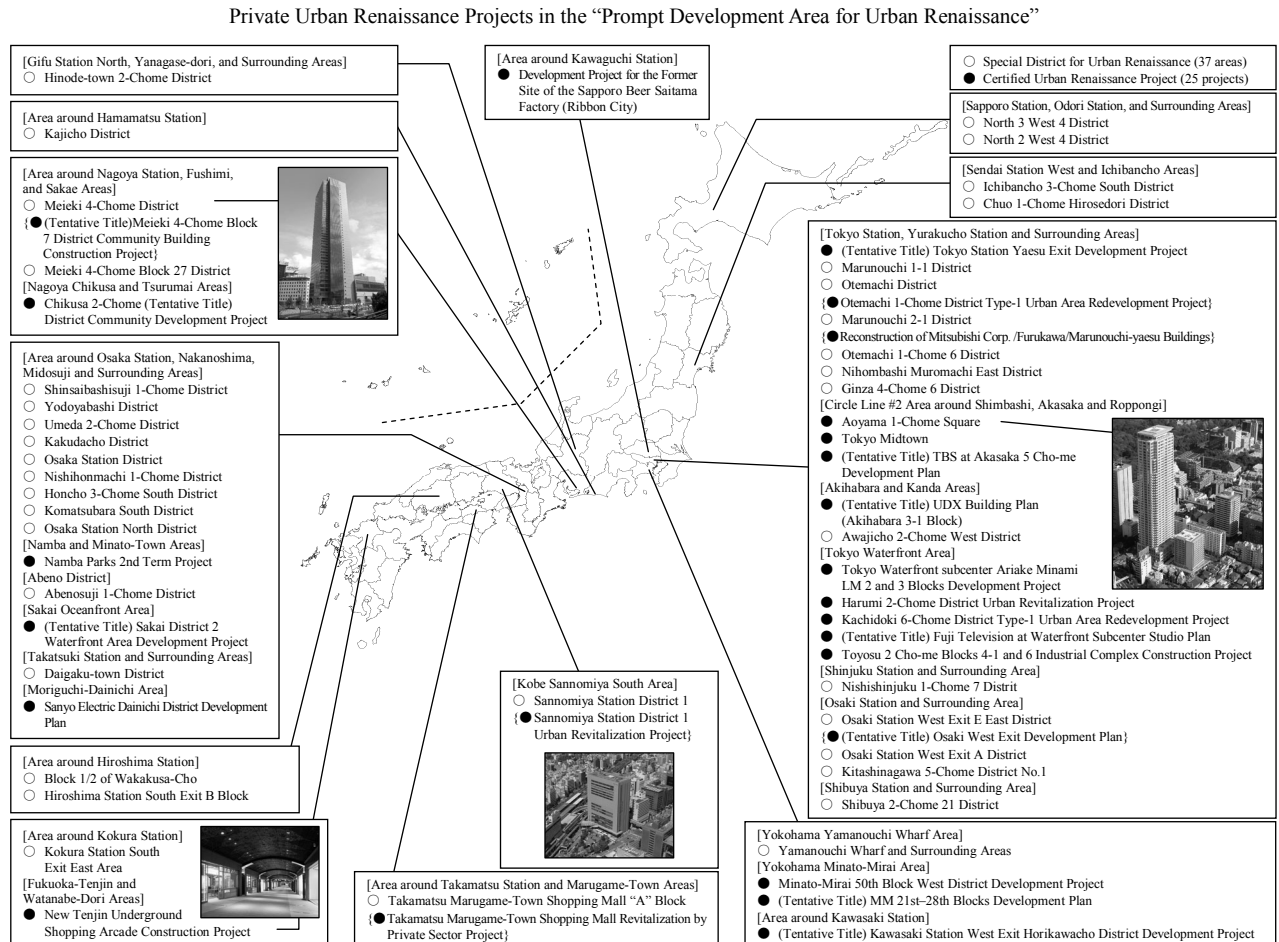 Private Urban Renaissance Projects in the “Prompt Development Area for Urban Renaissance”
[Gifu Station North, Yanagase-dori, and Surrounding Areas]
○ Hinode-town 2-Chome District
[Area around Hamamatsu Station]
○ Kajicho District
[Area around Nagoya Station, Fushimi,
and Sakae Areas]
○ Meieki 4-Chome District
{● (Tentative Title)Meieki 4-Chome Block
7 District Community Building
Construction Project}
○ Meieki 4-Chome Block 27 District
[Nagoya Chikusa and Tsurumai Areas]
● Chikusa 2-Chome (Tentative Title)
District Community Development Project
[Area around Osaka Station, Nakanoshima,
Midosuji and Surrounding Areas]
○ Shinsaibashisuji 1-Chome District
○ Yodoyabashi District
○ Umeda 2-Chome District
○ Kakudacho District
○ Osaka Station District
○ Nishihonmachi 1-Chome District
○ Honcho 3-Chome South District
○ Komatsubara South District
○ Osaka Station North District
[Namba and Minato-Town Areas]
● Namba Parks 2nd Term Project
[Abeno District]
○ Abenosuji 1-Chome District
[Sakai Oceanfront Area]
● (Tentative Title) Sakai District 2
Waterfront Area Development Project
[Takatsuki Station and Surrounding Areas]
○ Daigaku-town District
[Moriguchi-Dainichi Area]
● Sanyo Electric Dainichi District Development
Plan
[Area around Hiroshima Station]
○ Block 1/2 of Wakakusa-Cho
○ Hiroshima Station South Exit B Block
[Area around Kokura Station]
○ Kokura Station South
Exit East Area
[Fukuoka-Tenjin and
Watanabe-Dori Areas]
● New Tenjin Underground
Shopping Arcade Construction Project
[Area around Kawaguchi Station]
● Development Project for the Former
Site of the Sapporo Beer Saitama
Factory (Ribbon City)
[Kobe Sannomiya South Area]
○ Sannomiya Station District 1
{● Sannomiya Station District 1
Urban Revitalization Project}
[Area around Takamatsu Station and Marugame-Town Areas]
○ Takamatsu Marugame-Town Shopping Mall “A” Block
{● Takamatsu Marugame-Town Shopping Mall Revitalization by
Private Sector Project}
○ Special District for Urban Renaissance (37 areas)
● Certified Urban Renaissance Project (25 projects)
[Sapporo Station, Odori Station, and Surrounding Areas]
○ North 3 West 4 District
○ North 2 West 4 District
[Sendai Station West and Ichibancho Areas]
○ Ichibancho 3-Chome South District
○ Chuo 1-Chome Hirosedori District
[Tokyo Station, Yurakucho Station and Surrounding Areas]
● (Tentative Title) Tokyo Station Yaesu Exit Development Project
○ Marunouchi 1-1 District
○ Otemachi District
{● Otemachi 1-Chome District Type-1 Urban Area Redevelopment Project}
○ Marunouchi 2-1 District
{● Reconstruction of Mitsubishi Corp. /Furukawa/Marunouchi-yaesu Buildings}
○ Otemachi 1-Chome 6 District
○ Nihombashi Muromachi East District
○ Ginza 4-Chome 6 District
[Circle Line #2 Area around Shimbashi, Akasaka and Roppongi]
● Aoyama 1-Chome Square
● Tokyo Midtown
● (Tentative Title) TBS at Akasaka 5 Cho-me
Development Plan
[Akihabara and Kanda Areas]
● (Tentative Title) UDX Building Plan
(Akihabara 3-1 Block)
○ Awajicho 2-Chome West District
[Tokyo Waterfront Area]
● Tokyo Waterfront subcenter Ariake Minami
LM 2 and 3 Blocks Development Project
● Harumi 2-Chome District Urban Revitalization Project
● Kachidoki 6-Chome District Type-1 Urban Area Redevelopment Project
● (Tentative Title) Fuji Television at Waterfront Subcenter Studio Plan
● Toyosu 2 Cho-me Blocks 4-1 and 6 Industrial Complex Construction Project
[Shinjuku Station and Surrounding Area]
○ Nishishinjuku 1-Chome 7 Distrit
[Osaki Station and Surrounding Area]
○ Osaki Station West Exit E East District
{● (Tentative Title) Osaki West Exit Development Plan}
○ Osaki Station West Exit A District
○ Kitashinagawa 5-Chome District No.1
[Shibuya Station and Surrounding Area]
○ Shibuya 2-Chome 21 District
[Yokohama Yamanouchi Wharf Area]
○ Yamanouchi Wharf and Surrounding Areas
[Yokohama Minato-Mirai Area]
● Minato-Mirai 50th Block West District Development Project
● (Tentative Title) MM 21st–28th Blocks Development Plan
[Area around Kawasaki Station]
● (Tentative Title) Kawasaki Station West Exit Horikawacho District Development Project